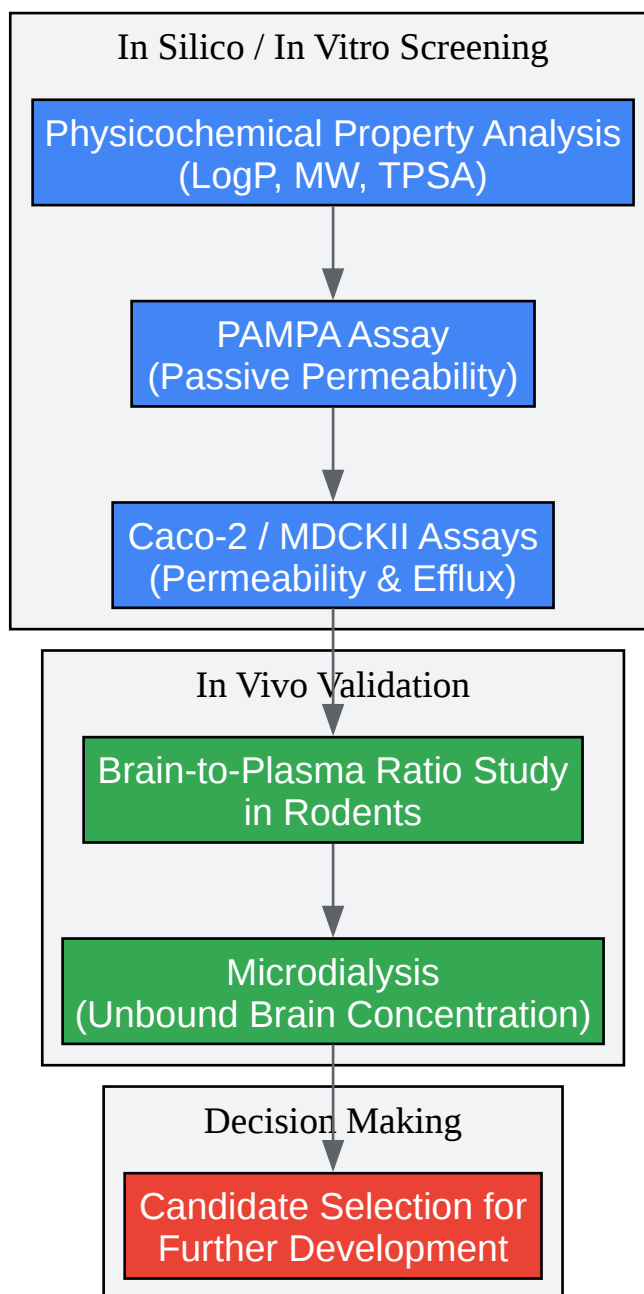 In Silico / In Vitro Screening
Physicochemical Property Analysis
(LogP, MW, TPSA)
PAMPA Assay
(Passive Permeability)
Caco-2 / MDCKII Assays
(Permeability & Efflux)
In Vivo Validation
Brain-to-Plasma Ratio Study
in Rodents
Microdialysis
(Unbound Brain Concentration)
Decision Making
Candidate Selection for
Further Development